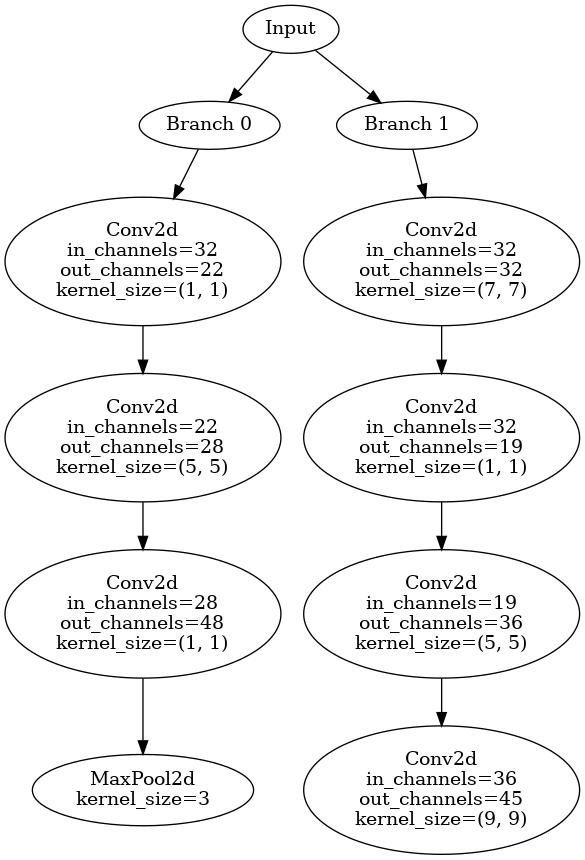 Input
Branch 0
Branch 1
Conv2d
in_channels=32
out_channels=22
kernel_size=(1, 1)
Conv2d
in_channels=32
out_channels=32
kernel_size=(7, 7)
Conv2d
in_channels=22
out_channels=28
kernel_size=(5, 5)
Conv2d
in_channels=32
out_channels=19
kernel_size=(1, 1)
Conv2d
in_channels=28
out_channels=48
kernel_size=(1, 1)
Conv2d
in_channels=19
out_channels=36
kernel_size=(5, 5)
MaxPool2d
kernel_size=3
Conv2d
in_channels=36
out_channels=45
kernel_size=(9, 9)